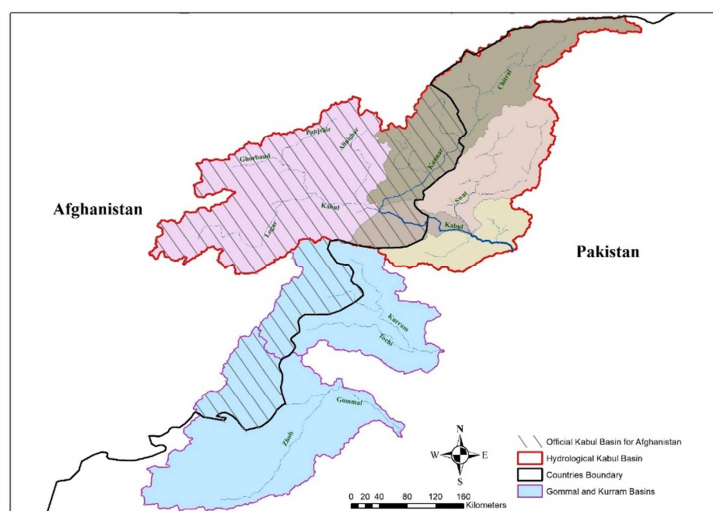 Chitral
Panjshir
Alingar
Ghorband
Kunar
Afghanistan
Swat
Kabul
Logar
Kabul
Pakistan
Kurram
Tochi
Gommal
Zhob
N
W E
S
Official Kabul Basin for Afghanistan
Hydrological Kabul Basin
Countries Boundary
Gommal and Kurram Basins
0 20 40 80 120 160
Kilometers